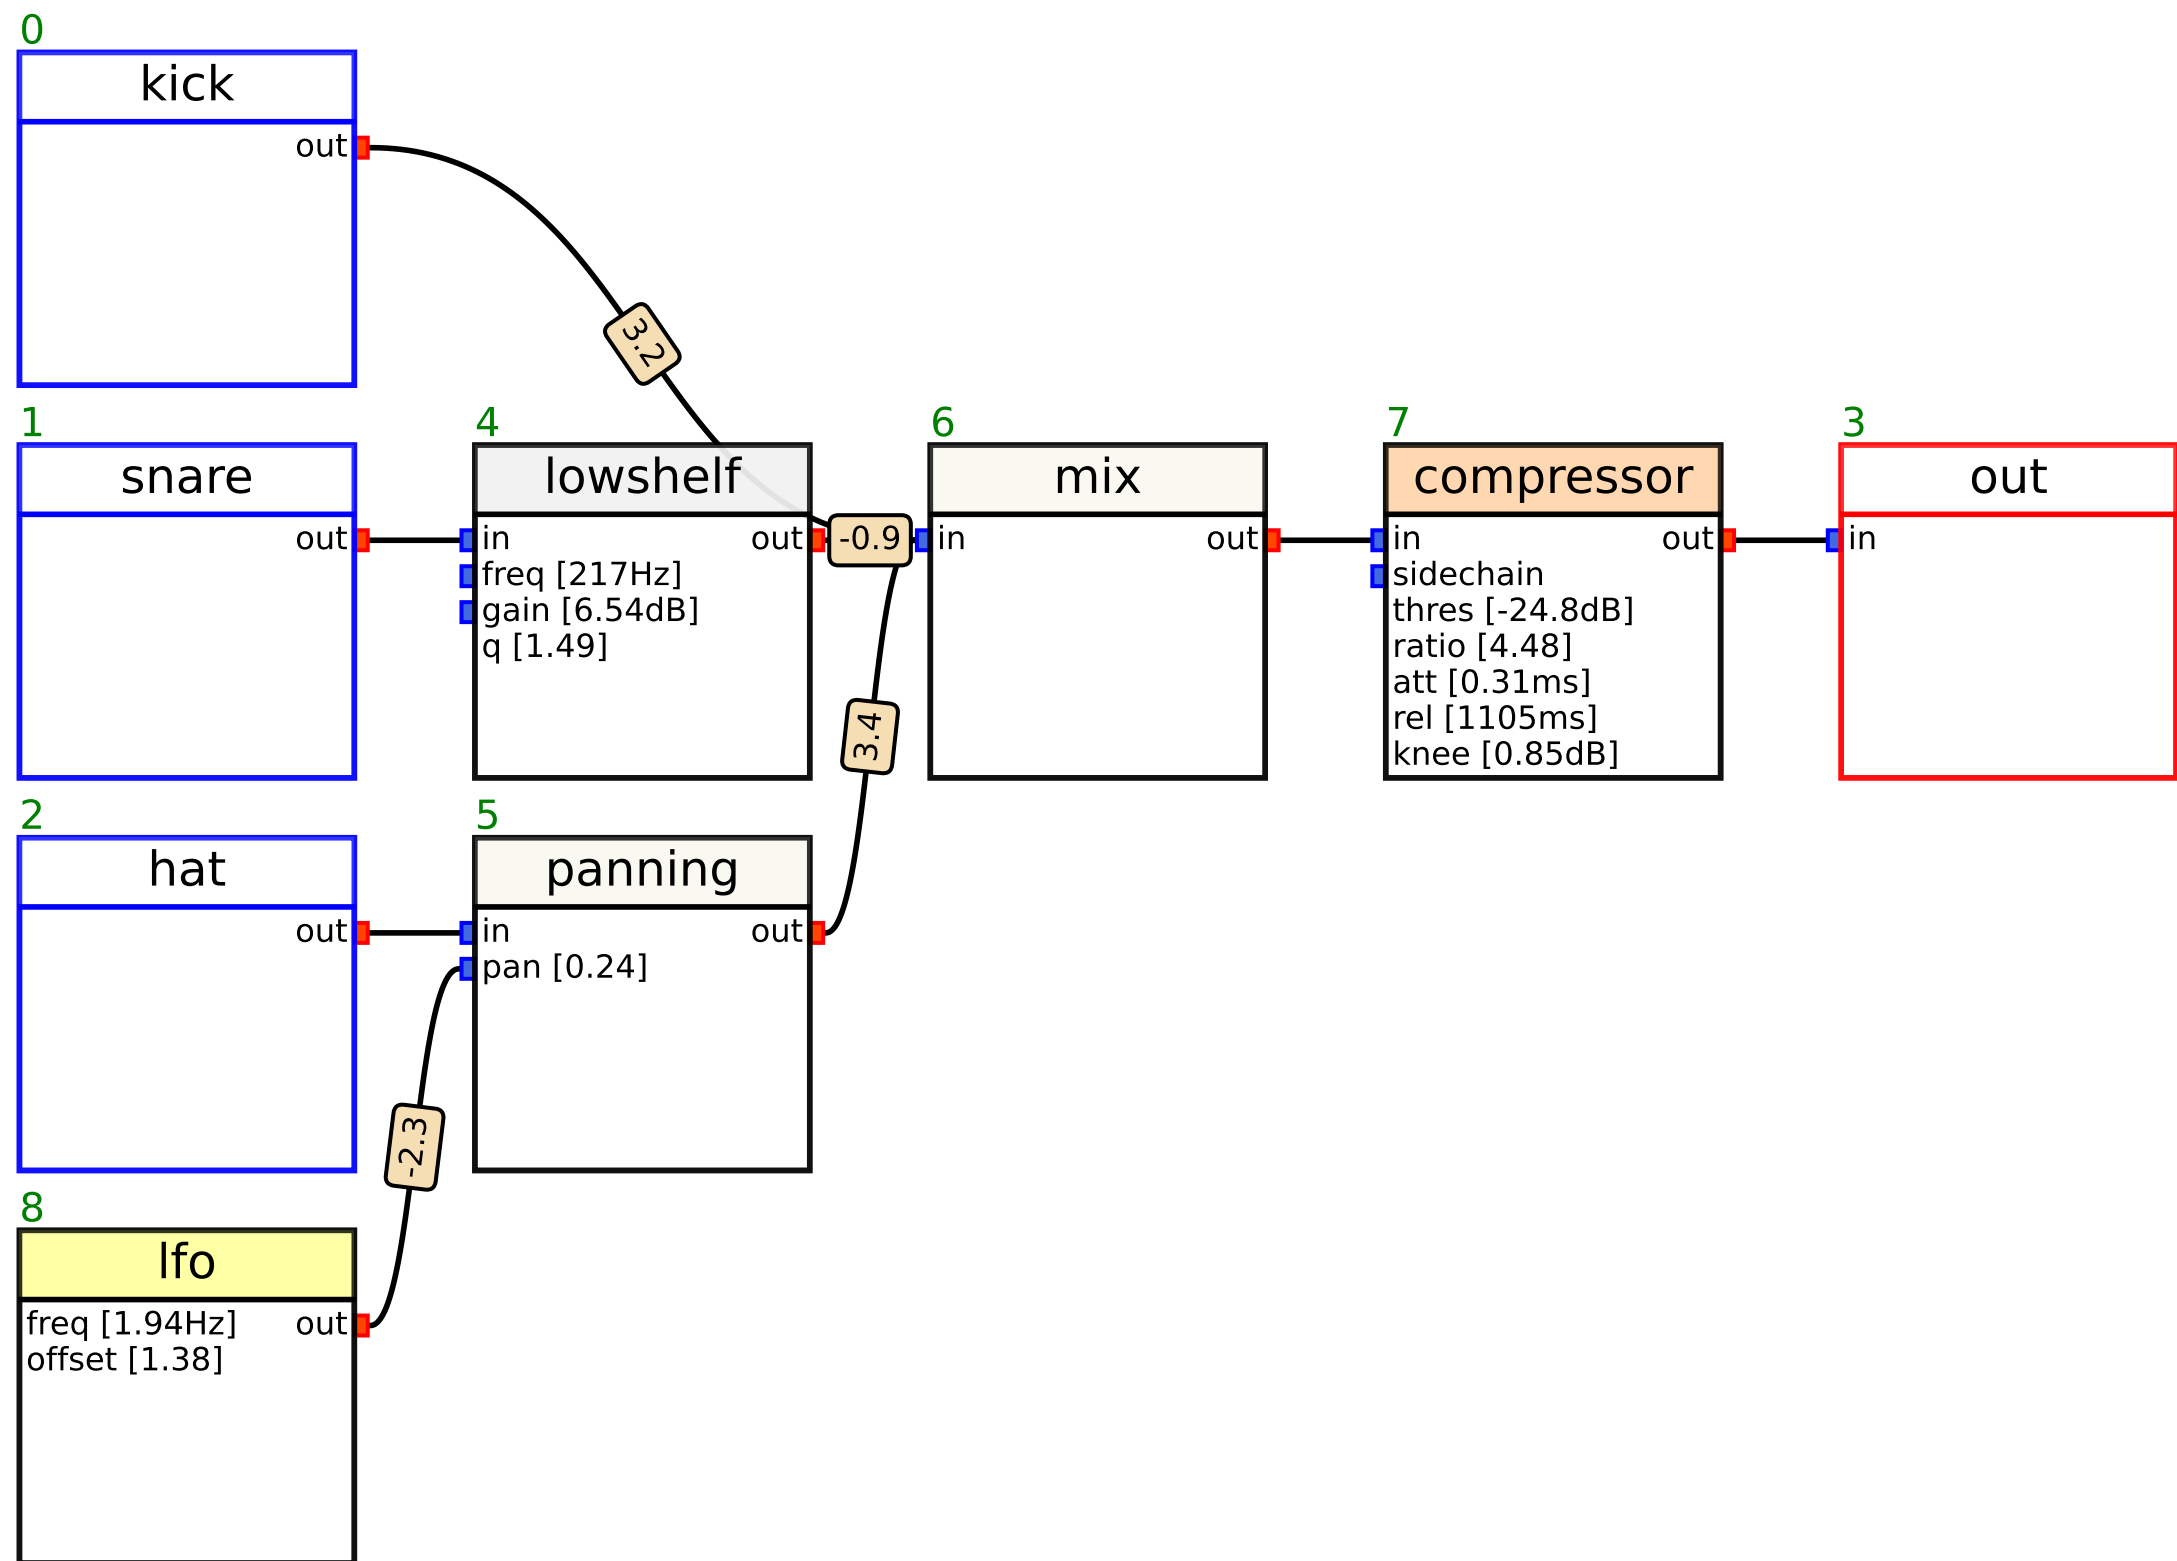 0
kick
out
3.2
1
snare
out
4
lowshelf
in
out
freq [217Hz]
gain [6.54dB]
q [1.49]
-0.9
3.4
6
mix
in
out
7
compressor
in
out
sidechain
thres [-24.8dB]
ratio [4.48]
att [0.31ms]
rel [1105ms]
knee [0.85dB]
3
out
in
2
hat
out
5
panning
in
out
pan [0.24]
-2.3
8
lfo
freq [1.94Hz]
out
offset [1.38]